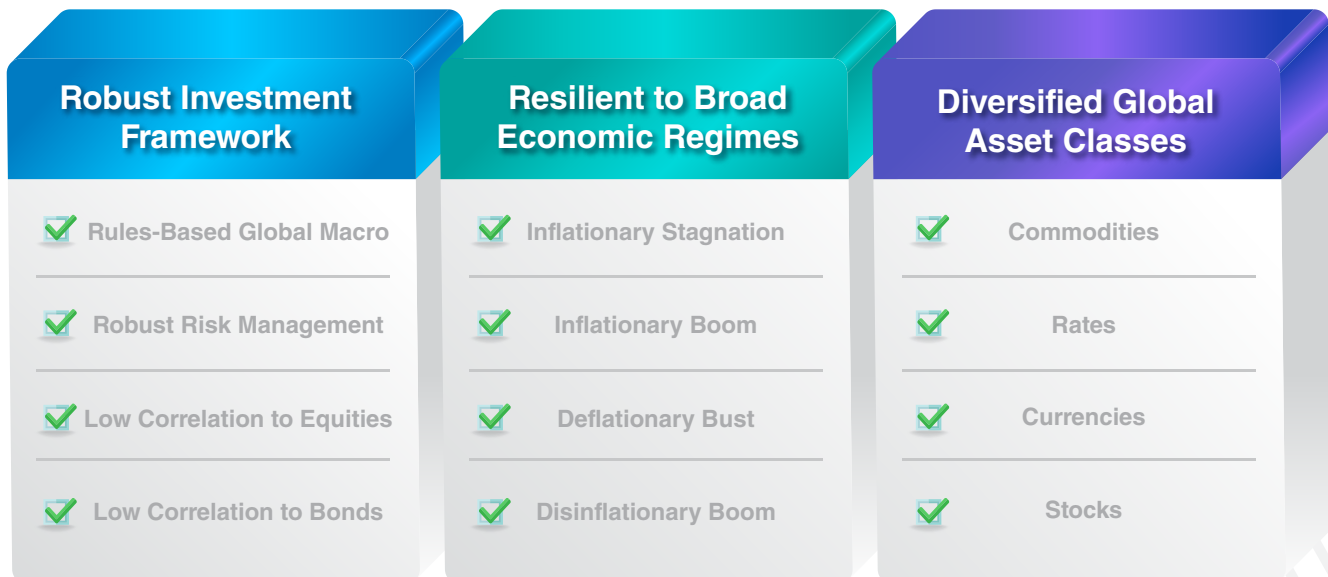 Robust Investment
Framework
Rules-Based Global Macro
Robust Risk Management
Low Correlation to Equities
Low Correlation to Bonds
Resilient to Broad
Economic Regimes
Inflationary Stagnation
Inflationary Boom
Deflationary Bust
Disinflationary Boom
Diversified Global
Asset Classes
Commodities
Rates
Currencies
Stocks